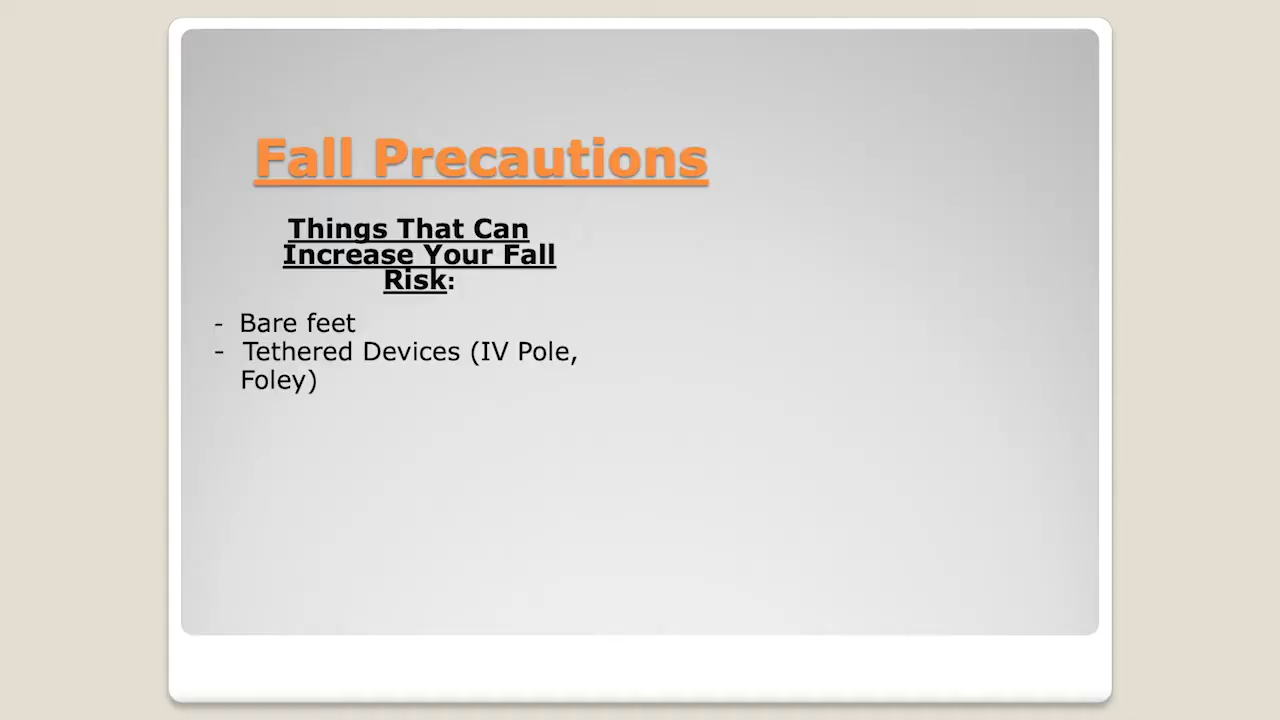 Fall Precautions
Things That Can
Increase Your Fall
Risk:
- Bare feet
- Tethered Devices (IV Pole,
Foley)